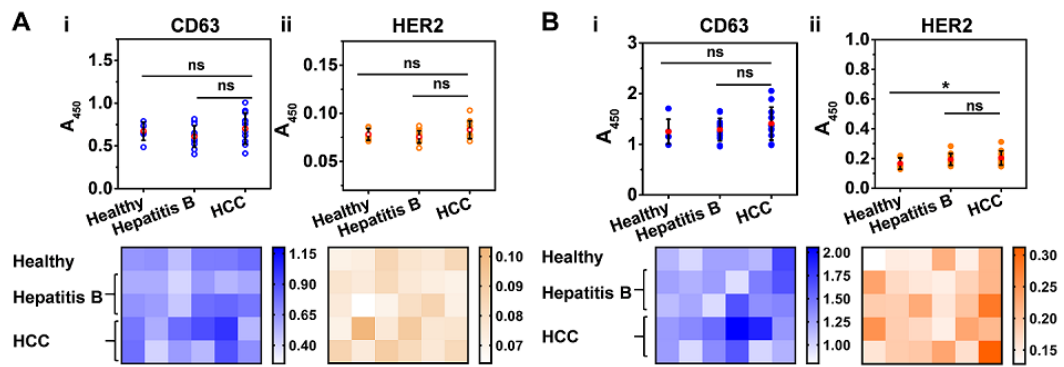 A
i
CD63
ii
HER2
A450
1.5
1.0
0.5
0.0
ns
ns
Healthy
Hepatitis B
HCC
A450
0.15
0.10
0.05
ns
ns
Healthy
Hepatitis B
HCC
Healthy
Hepatitis B
HCC
1.15
0.90
0.65
0.40
0.10
0.09
0.08
0.07
B
i
CD63
ii
HER2
A450
3
2
1
0
ns
ns
Healthy
Hepatitis B
HCC
A450
1.0
0.8
0.6
0.4
0.2
0.0
*
ns
Healthy
Hepatitis B
HCC
Healthy
Hepatitis B
HCC
2.00
1.75
1.50
1.25
1.00
0.30
0.25
0.20
0.15